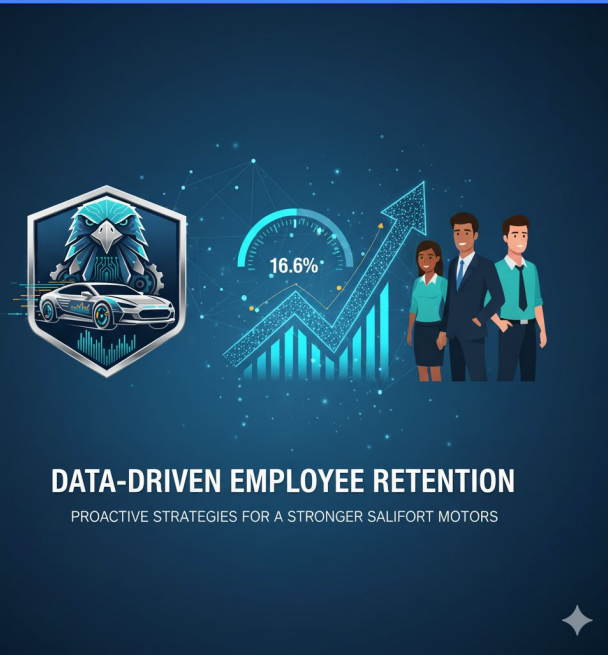 16.6%
DATA-DRIVEN EMPLOYEE RETENTION
PROACTIVE STRATEGIES FOR A STRONGER SALIFORT MOTORS